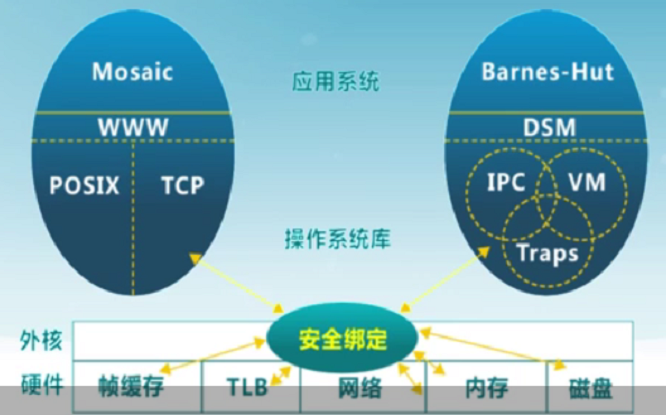 Mosaic
应用系统
Barnes-Hut
WWW
DSM
POSIX
TCP
IPC
VM
操作系统库
Traps
外核
安全绑定
硬件
帧缓存
TLB
网络
内存
磁盘